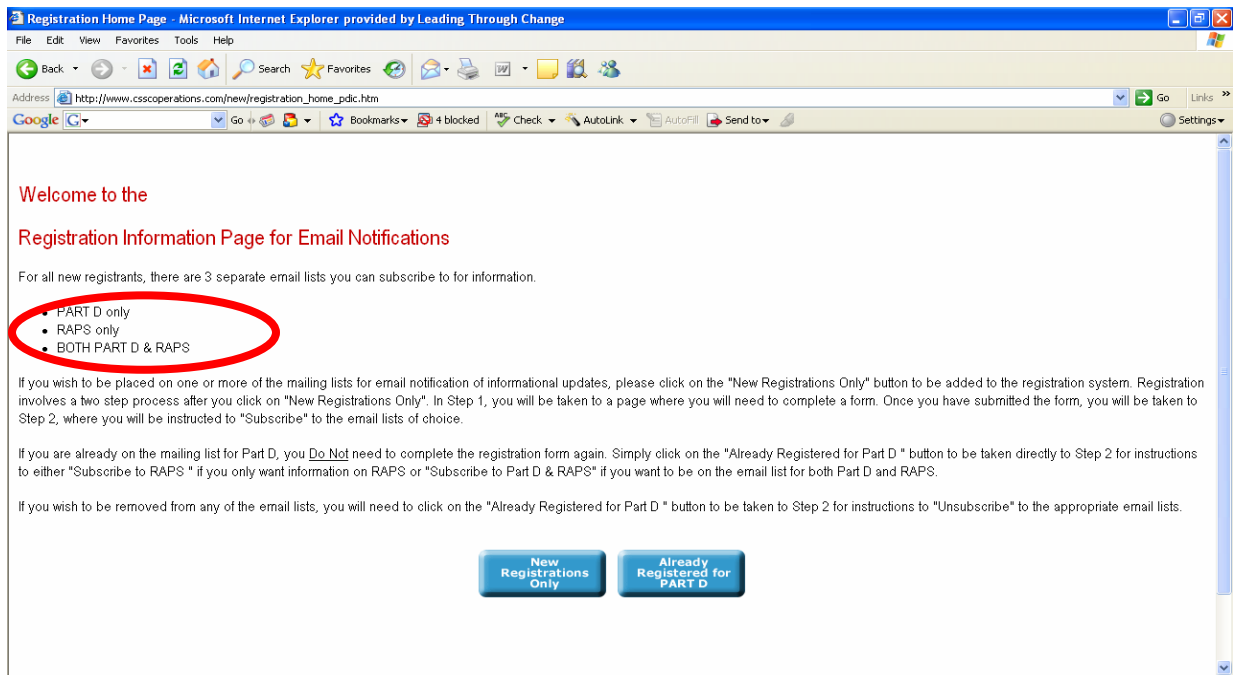 Registration Home Page - Microsoft Internet Explorer provided by Leading Through Change
File Edit View Favorites Tools Help
Back Search Favorites
Address http://www.csscoperations.com/new/registration_home_pdic.htm Go Links »
Google G Go Bookmarks 4 blocked ABC Check AutoLink AutoFill Send to Settings
Welcome to the
Registration Information Page for Email Notifications
For all new registrants, there are 3 separate email lists you can subscribe to for information.
• PART D only
• RAPS only
• BOTH PART D & RAPS
If you wish to be placed on one or more of the mailing lists for email notification of informational updates, please click on the "New Registrations Only" button to be added to the registration system. Registration
involves a two step process after you click on "New Registrations Only". In Step 1, you will be taken to a page where you will need to complete a form. Once you have submitted the form, you will be taken to
Step 2, where you will be instructed to "Subscribe" to the email lists of choice.
If you are already on the mailing list for Part D, you Do Not need to complete the registration form again. Simply click on the "Already Registered for Part D " button to be taken directly to Step 2 for instructions
to either "Subscribe to RAPS " if you only want information on RAPS or "Subscribe to Part D & RAPS" if you want to be on the email list for both Part D and RAPS.
If you wish to be removed from any of the email lists, you will need to click on the "Already Registered for Part D " button to be taken to Step 2 for instructions to "Unsubscribe" to the appropriate email lists.
New
Registrations
Only
Already
Registered for
PART D